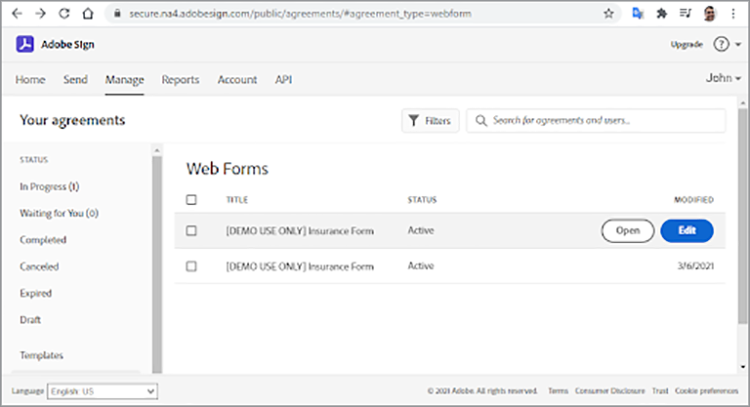 secure.na4.adobesign.com/public/agreements/#agreement_type=webform
Adobe Sign
Upgrade
Home Send Manage Reports Account API
John
Your agreements
Filters
Search for agreements and users...
STATUS
In Progress (1)
Waiting for You (0)
Completed
Canceled
Expired
Draft
Templates
Web Forms
TITLE STATUS MODIFIED
[DEMO USE ONLY] Insurance Form Active Open Edit
[DEMO USE ONLY] Insurance Form Active 3/6/2021
Language English: US
© 2021 Adobe. All rights reserved. Terms Consumer Disclosure Trust Cookie preferences